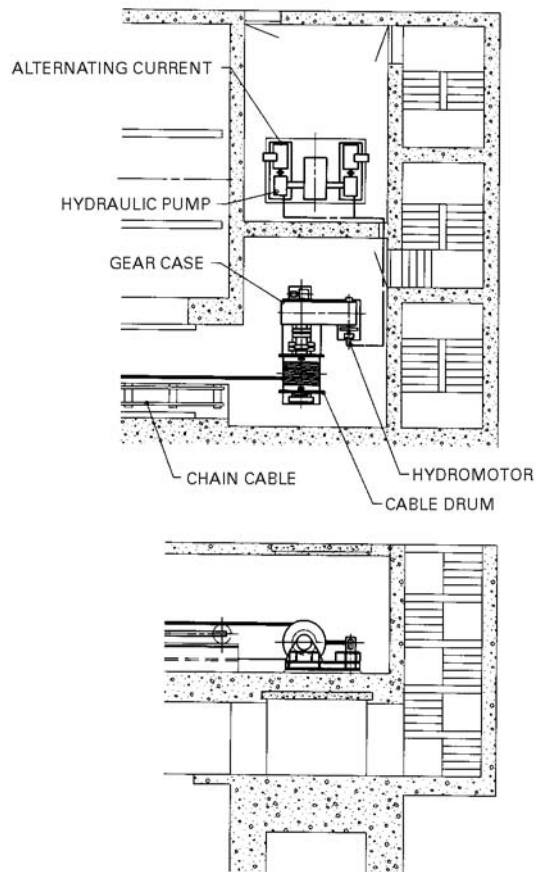 ALTERNATING CURRENT
HYDRAULIC PUMP
GEAR CASE
CHAIN CABLE
HYDROMOTOR
CABLE DRUM